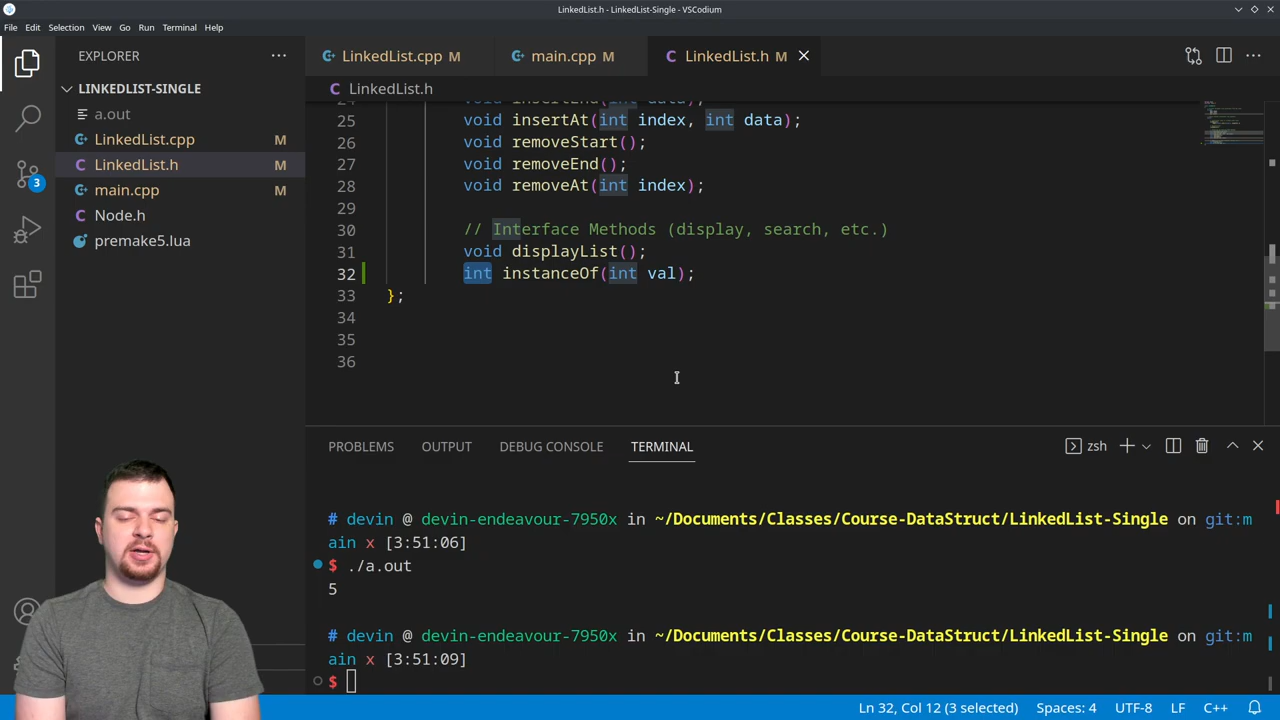 LinkedList.h - LinkedList-Single - VSCodium
File Edit Selection View Go Run Terminal Help
EXPLORER
LinkedList.cpp M
main.cpp M
LinkedList.h M
LINKEDLIST-SINGLE
LinkedList.h
a.out
LinkedList.cpp M
LinkedList.h M
main.cpp M
Node.h
premake5.lua
3
24 void insertEnd(int data);
25 void insertAt(int index, int data);
26 void removeStart();
27 void removeEnd();
28 void removeAt(int index);
29
30 // Interface Methods (display, search, etc.)
31 void displayList();
32 int instanceOf(int val);
33 };
34
35
36
PROBLEMS OUTPUT DEBUG CONSOLE TERMINAL
zsh
# devin @ devin-endeavour-7950x in ~/Documents/Classes/Course-DataStruct/LinkedList-Single on git:m
ain x [3:51:06]
$ ./a.out
5
# devin @ devin-endeavour-7950x in ~/Documents/Classes/Course-DataStruct/LinkedList-Single on git:m
ain x [3:51:09]
$
Ln 32, Col 12 (3 selected) Spaces: 4 UTF-8 LF C++